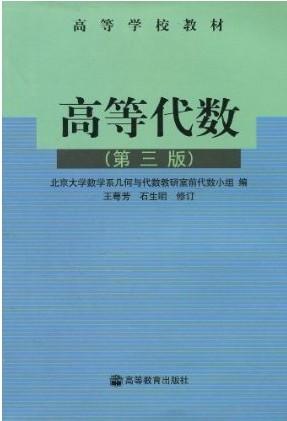 高等学校教材
高等代数
(第三版)
北京大学数学系几何与代数教研室前代数小组 编
王萼芳 石生明 修订
高等教育出版社